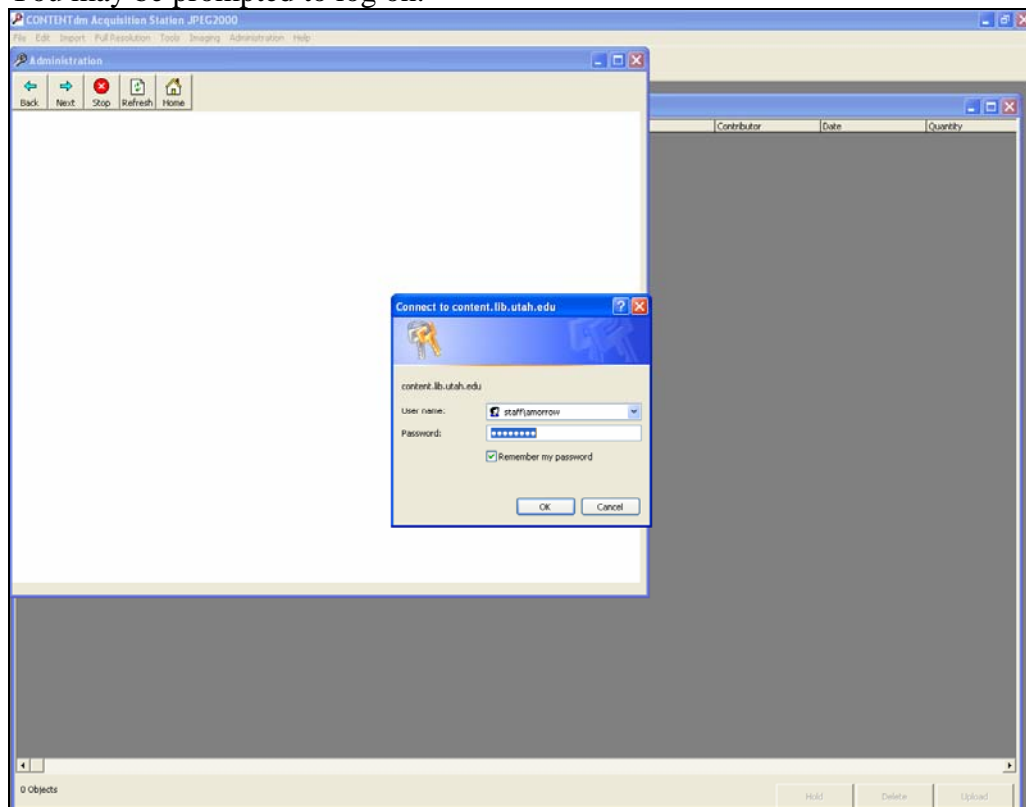 You may be prompted to log on.
CONTENTdm Acquisition Station JPEG2000
File Edit Import Full Resolution Tools Imaging Administration Help
Administration
Back Next Stop Refresh Home
Contributor Date Quantity
Connect to content.lib.utah.edu
content.lib.utah.edu
User name: staff\amorrow
Password: ••••••••
Remember my password
OK Cancel
0 Objects
Hold Delete Upload